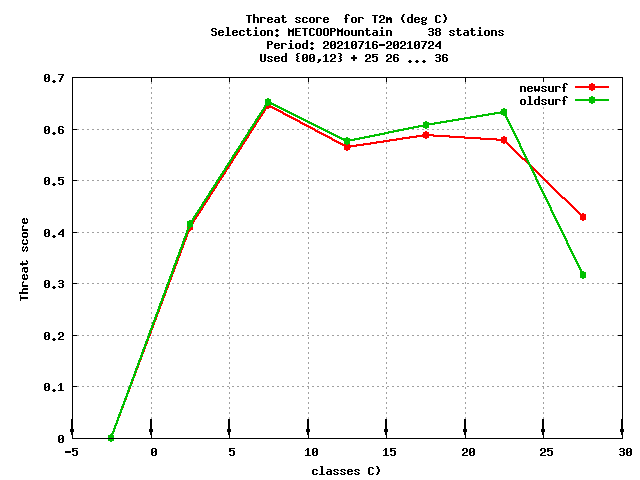 Threat score  for T2m (deg C)
Selection: METCOOPMountain     38 stations
Period: 20210716-20210724
Used {00,12} + 25 26 ... 36
newsurf
oldsurf
0.7
0.6
0.5
0.4
0.3
0.2
0.1
0
Threat score
-5 0 5 10 15 20 25 30
classes C)